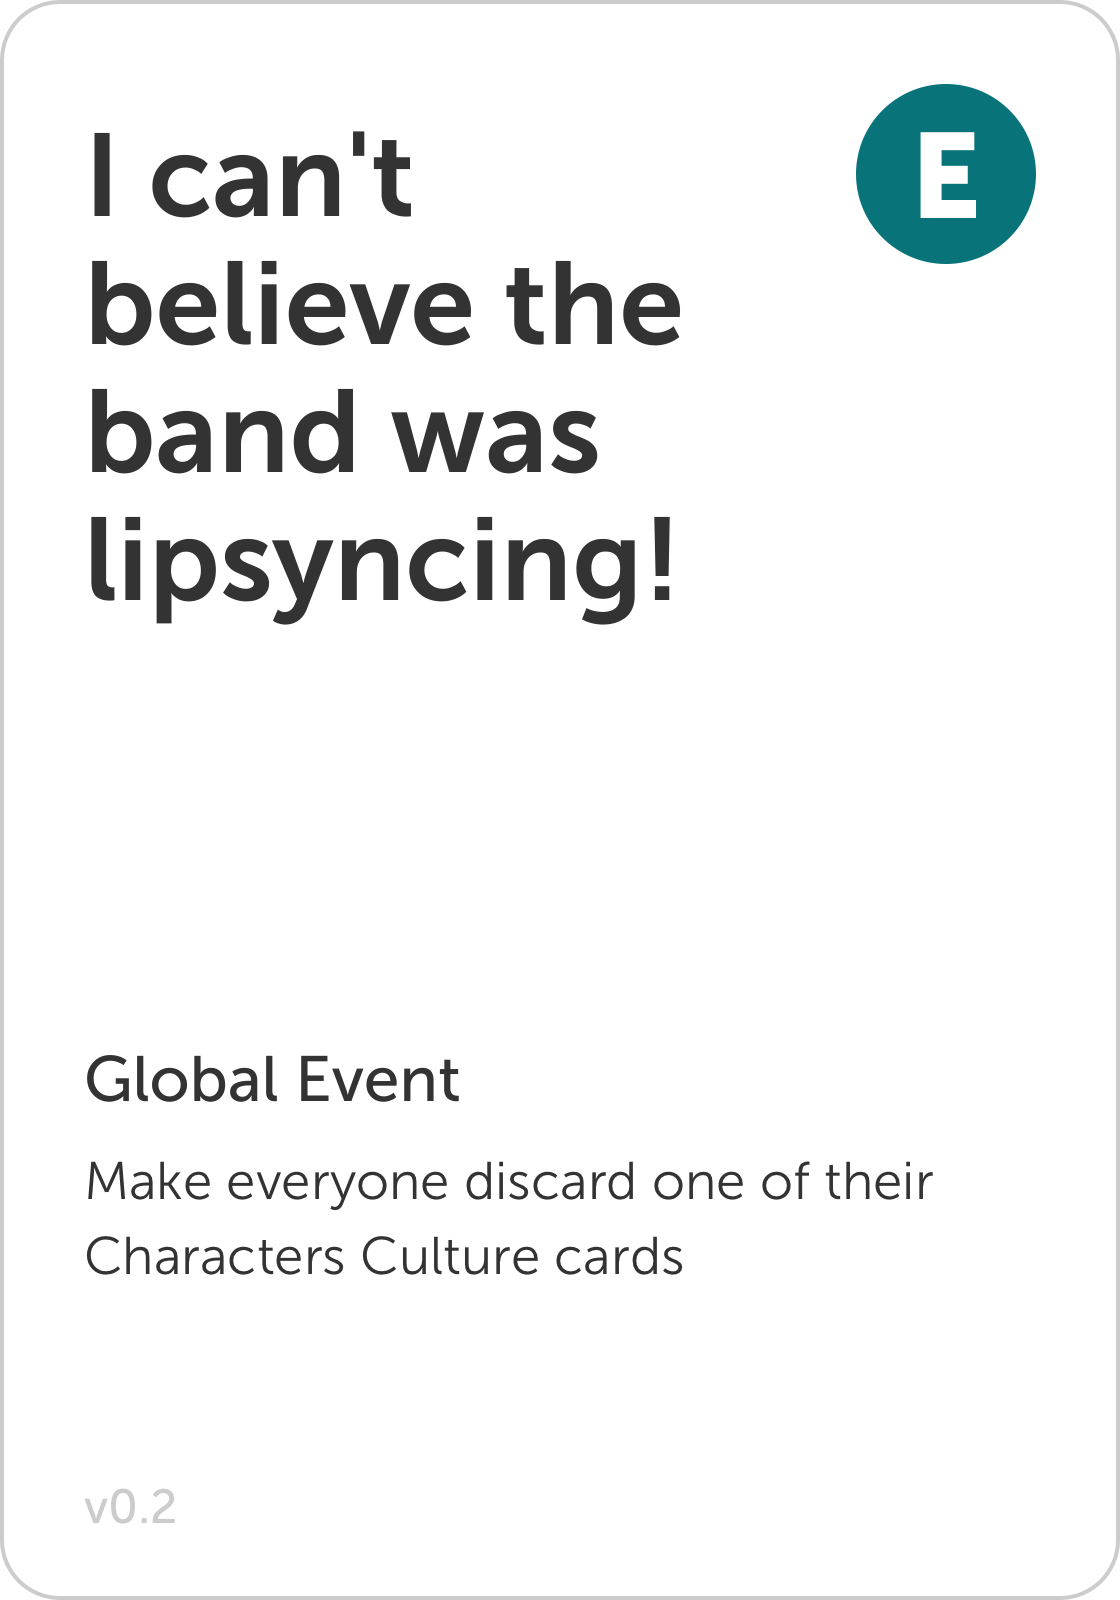 I can't
believe the
band was
lipsyncing!
E
Global Event
Make everyone discard one of their
Characters Culture cards
v0.2